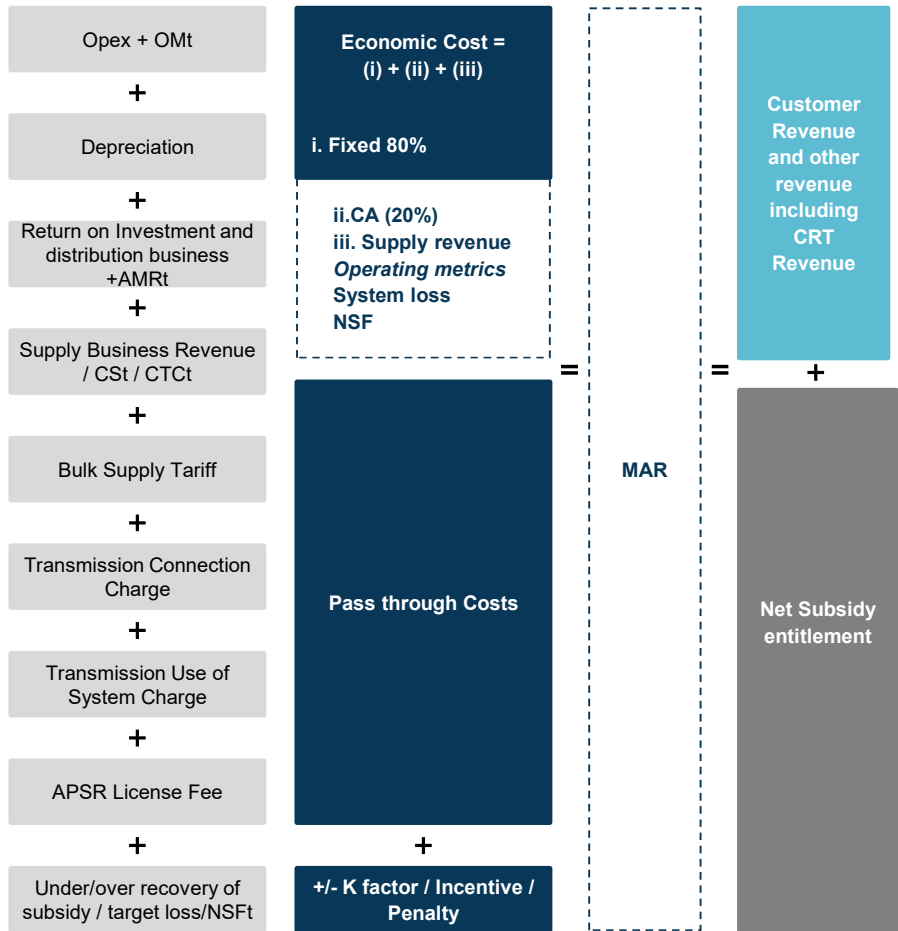 Opex + OMt
+
Depreciation
+
Return on Investment and
distribution business
+AMRt
+
Supply Business Revenue
/ CSt / CTCt
+
Bulk Supply Tariff
+
Transmission Connection
Charge
+
Transmission Use of
System Charge
+
APSR License Fee
+
Under/over recovery of
subsidy / target loss/NSFt
Economic Cost =
(i) + (ii) + (iii)
i. Fixed 80%
ii.CA (20%)
iii. Supply revenue
Operating metrics
System loss
NSF
Pass through Costs
+
+/- K factor / Incentive /
Penalty
=
MAR
=
Customer
Revenue
and other
revenue
including
CRT
Revenue
+
Net Subsidy
entitlement